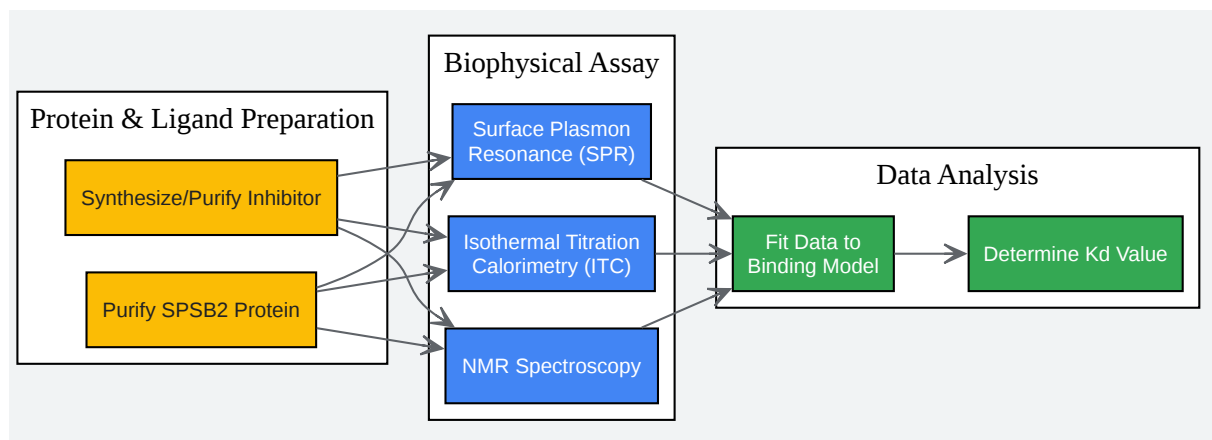 Protein & Ligand Preparation
Synthesize/Purify Inhibitor
Purify SPSB2 Protein
Biophysical Assay
Surface Plasmon
Resonance (SPR)
Isothermal Titration
Calorimetry (ITC)
NMR Spectroscopy
Data Analysis
Fit Data to
Binding Model
Determine Kd Value